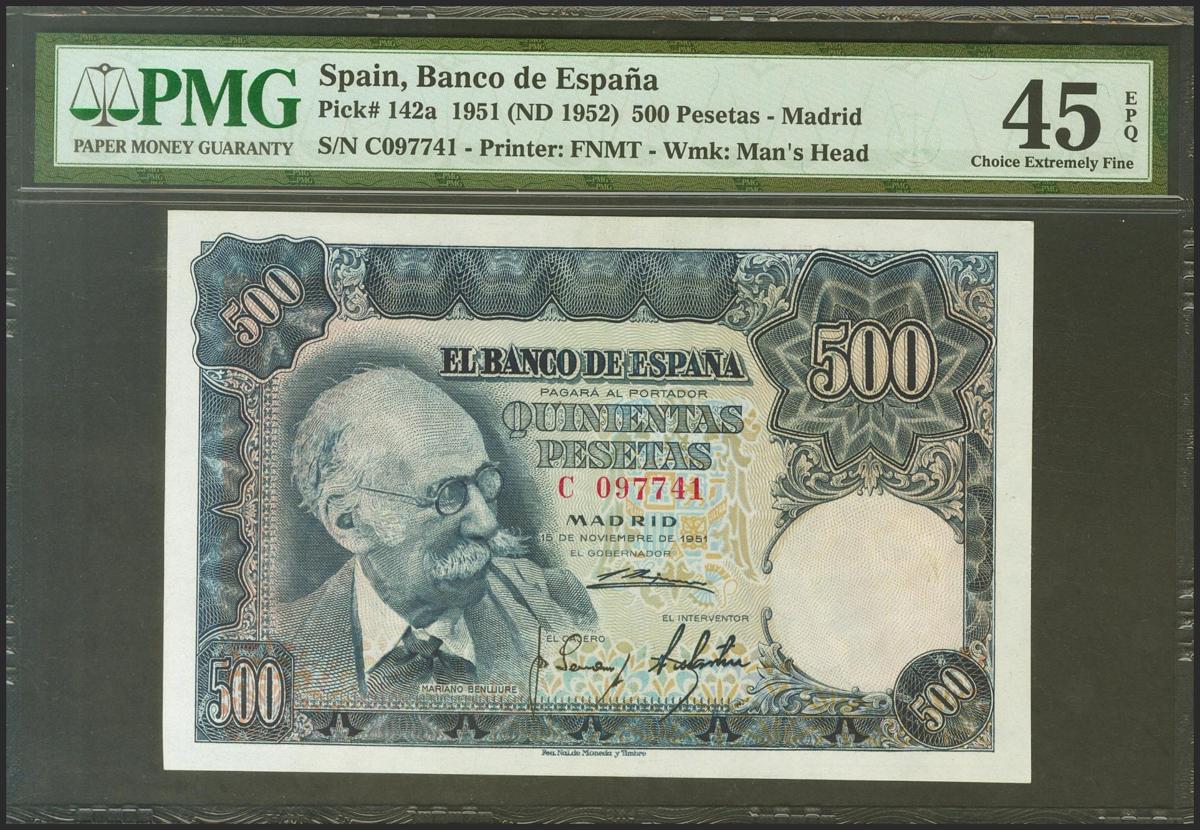 PMG
PAPER MONEY GUARANTY
Spain, Banco de España
Pick# 142a 1951 (ND 1952) 500 Pesetas - Madrid
S/N C097741 - Printer: FNMT - Wmk: Man's Head
45
EPQ
Choice Extremely Fine
500
500
EL BANCO DE ESPAÑA
PAGARÁ AL PORTADOR
QUINIENTAS
PESETAS
C 097741
MADRID
15 DE NOVIEMBRE DE 1951
EL GOBERNADOR
EL INTERVENTOR
EL CAJERO
MARIANO BENLLIURE
500
500
Fca. Nal. de Moneda y Timbre